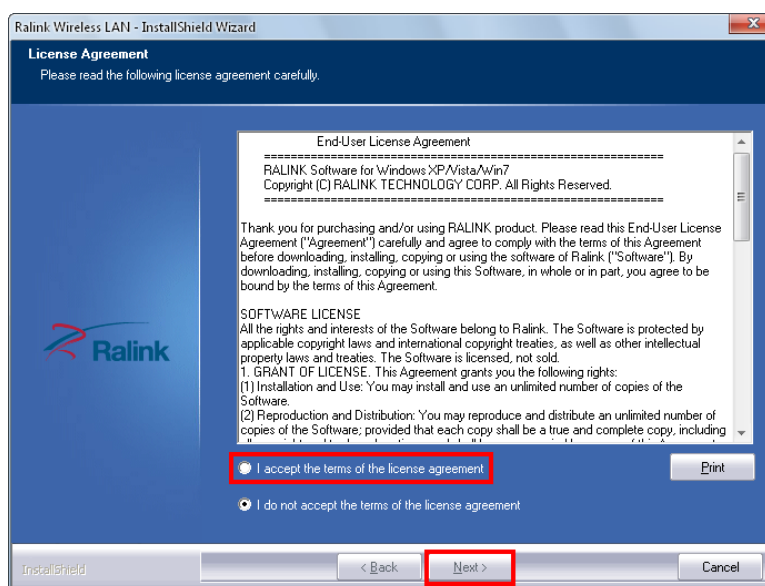 Ralink Wireless LAN - InstallShield Wizard
License Agreement
Please read the following license agreement carefully.
End-User License Agreement
===========================================================
RALINK Software for Windows XP/Vista/Win7
Copyright (C) RALINK TECHNOLOGY CORP. All Rights Reserved.
===========================================================
Thank you for purchasing and/or using RALINK product. Please read this End-User License
Agreement ("Agreement") carefully and agree to comply with the terms of this Agreement
before downloading, installing, copying or using the software of Ralink ("Software"). By
downloading, installing, copying or using this Software, in whole or in part, you agree to be
bound by the terms of this Agreement.
SOFTWARE LICENSE
All the rights and interests of the Software belong to Ralink. The Software is protected by
applicable copyright laws and international copyright treaties, as well as other intellectual
property laws and treaties. The Software is licensed, not sold.
1. GRANT OF LICENSE. This Agreement grants you the following rights:
(1) Installation and Use: You may install and use an unlimited number of copies of the
Software.
(2) Reproduction and Distribution: You may reproduce and distribute an unlimited number of
copies of the Software; provided that each copy shall be a true and complete copy, including
Ralink
I accept the terms of the license agreement
Print
I do not accept the terms of the license agreement
InstallShield
< Back
Next >
Cancel